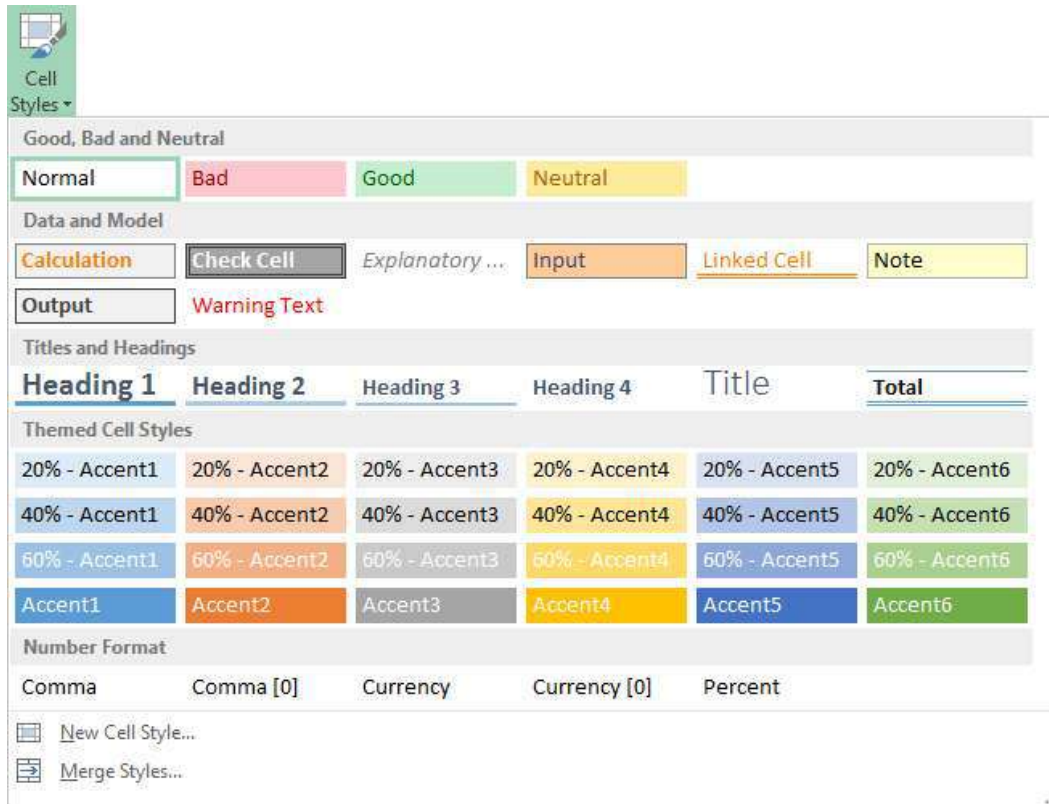 Cell
Styles
Good, Bad and Neutral
Normal Bad Good Neutral
Data and Model
Calculation Check Cell Explanatory ... Input Linked Cell Note
Output Warning Text
Titles and Headings
Heading 1 Heading 2 Heading 3 Heading 4 Title Total
Themed Cell Styles
20% - Accent1 20% - Accent2 20% - Accent3 20% - Accent4 20% - Accent5 20% - Accent6
40% - Accent1 40% - Accent2 40% - Accent3 40% - Accent4 40% - Accent5 40% - Accent6
60% - Accent1 60% - Accent2 60% - Accent3 60% - Accent4 60% - Accent5 60% - Accent6
Accent1 Accent2 Accent3 Accent4 Accent5 Accent6
Number Format
Comma Comma [0] Currency Currency [0] Percent
New Cell Style...
Merge Styles...